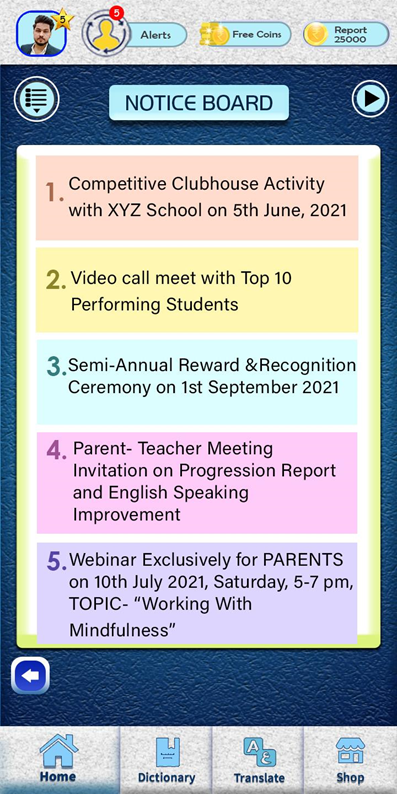 5
5
Alerts
Free Coins
Report
25000
NOTICE BOARD
1. Competitive Clubhouse Activity
with XYZ School on 5th June, 2021
2. Video call meet with Top 10
Performing Students
3. Semi-Annual Reward &Recognition
Ceremony on 1st September 2021
4. Parent- Teacher Meeting
Invitation on Progression Report
and English Speaking
Improvement
5. Webinar Exclusively for PARENTS
on 10th July 2021, Saturday, 5-7 pm,
TOPIC- “Working With
Mindfulness”
Home
Dictionary
Translate
Shop